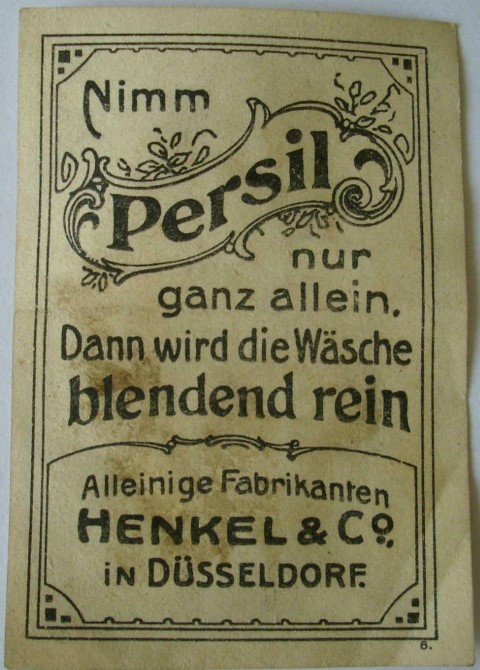 Nimm
Persil
nur
ganz allein.
Dann wird die Wäsche
blendend rein
Alleinige Fabrikanten
HENKEL & Co.
IN DÜSSELDORF.
6.